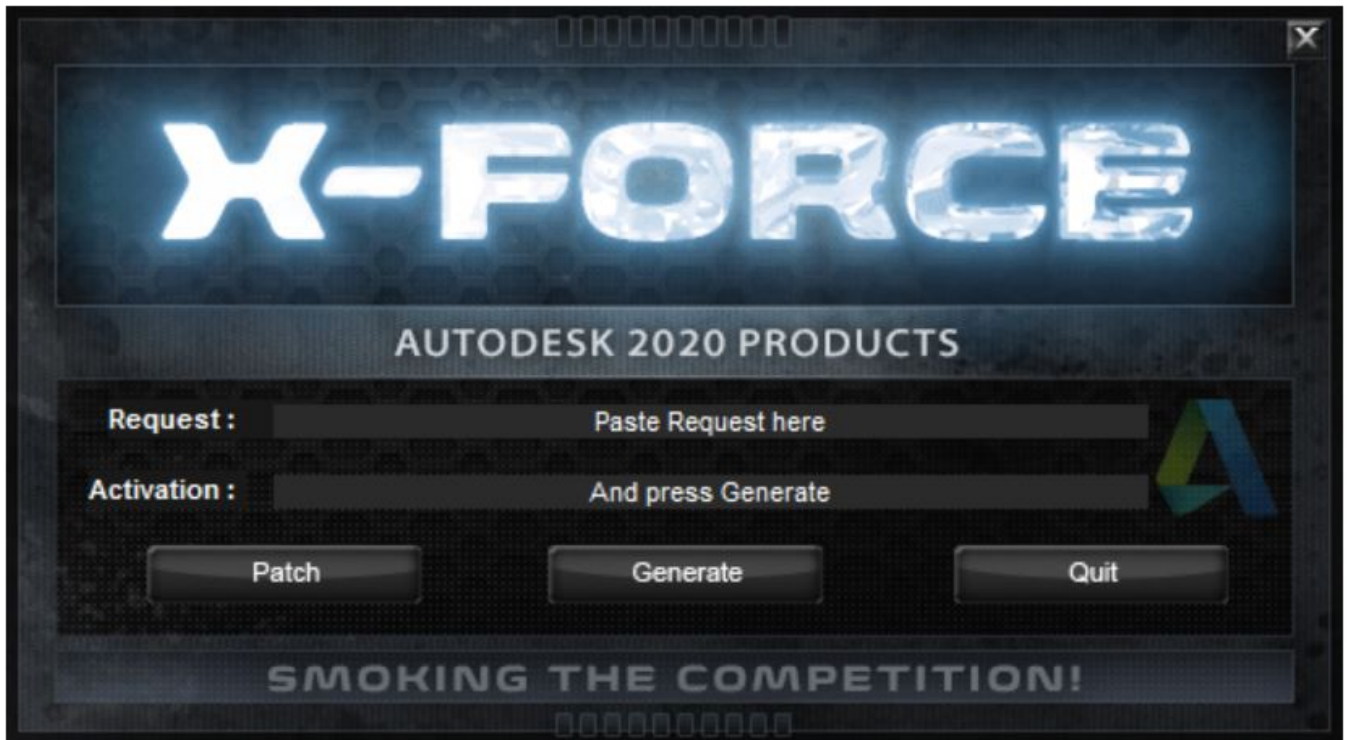 X-FORCE
AUTODESK 2020 PRODUCTS
Request : Paste Request here
Activation : And press Generate
Patch Generate Quit
SMOKING THE COMPETITION!